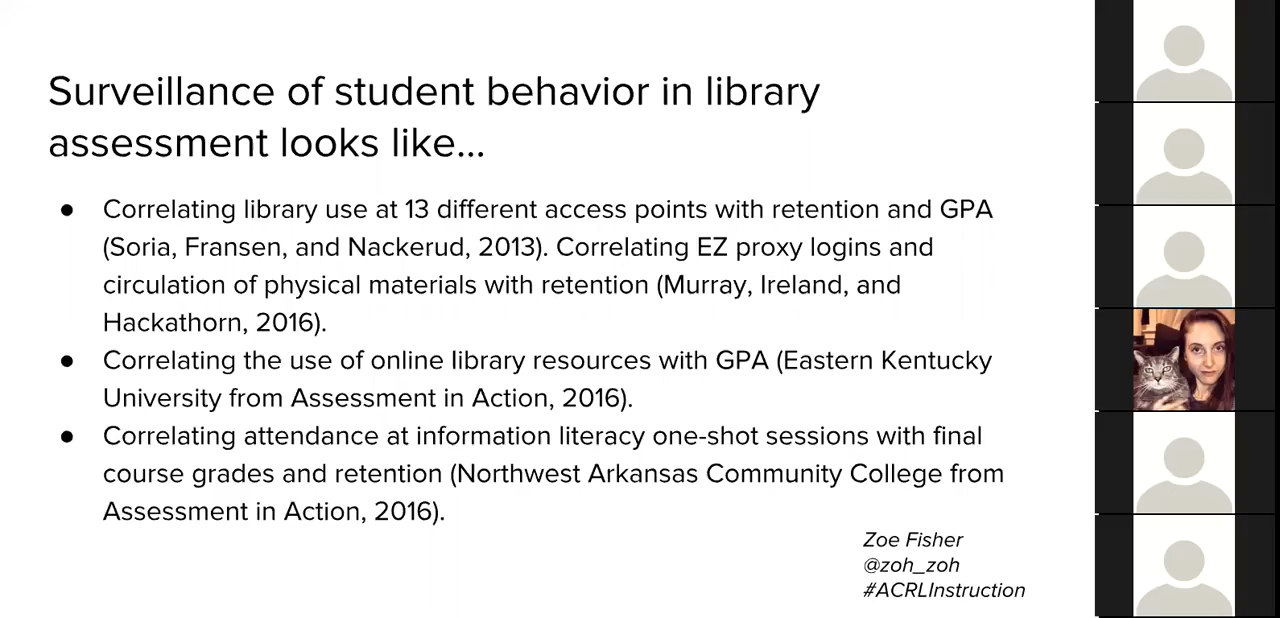 Surveillance of student behavior in library
assessment looks like...
● Correlating library use at 13 different access points with retention and GPA
(Soria, Fransen, and Nackerud, 2013). Correlating EZ proxy logins and
circulation of physical materials with retention (Murray, Ireland, and
Hackathorn, 2016).
● Correlating the use of online library resources with GPA (Eastern Kentucky
University from Assessment in Action, 2016).
● Correlating attendance at information literacy one-shot sessions with final
course grades and retention (Northwest Arkansas Community College from
Assessment in Action, 2016).
Zoe Fisher
@zoh_zoh
#ACRLInstruction